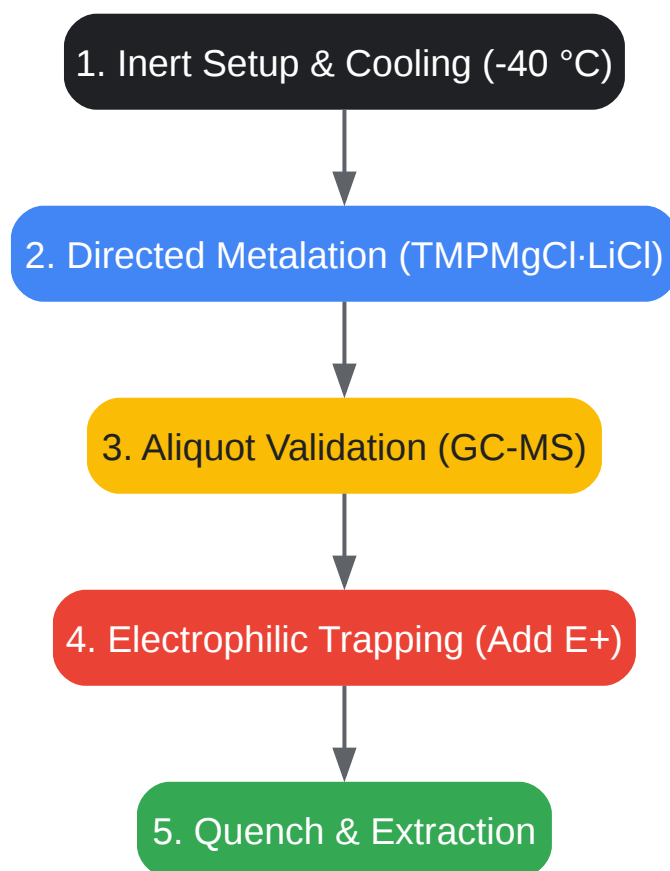 1. Inert Setup & Cooling (-40 °C)
2. Directed Metalation (TMPMgCl·LiCl)
3. Aliquot Validation (GC-MS)
4. Electrophilic Trapping (Add E+)
5. Quench & Extraction